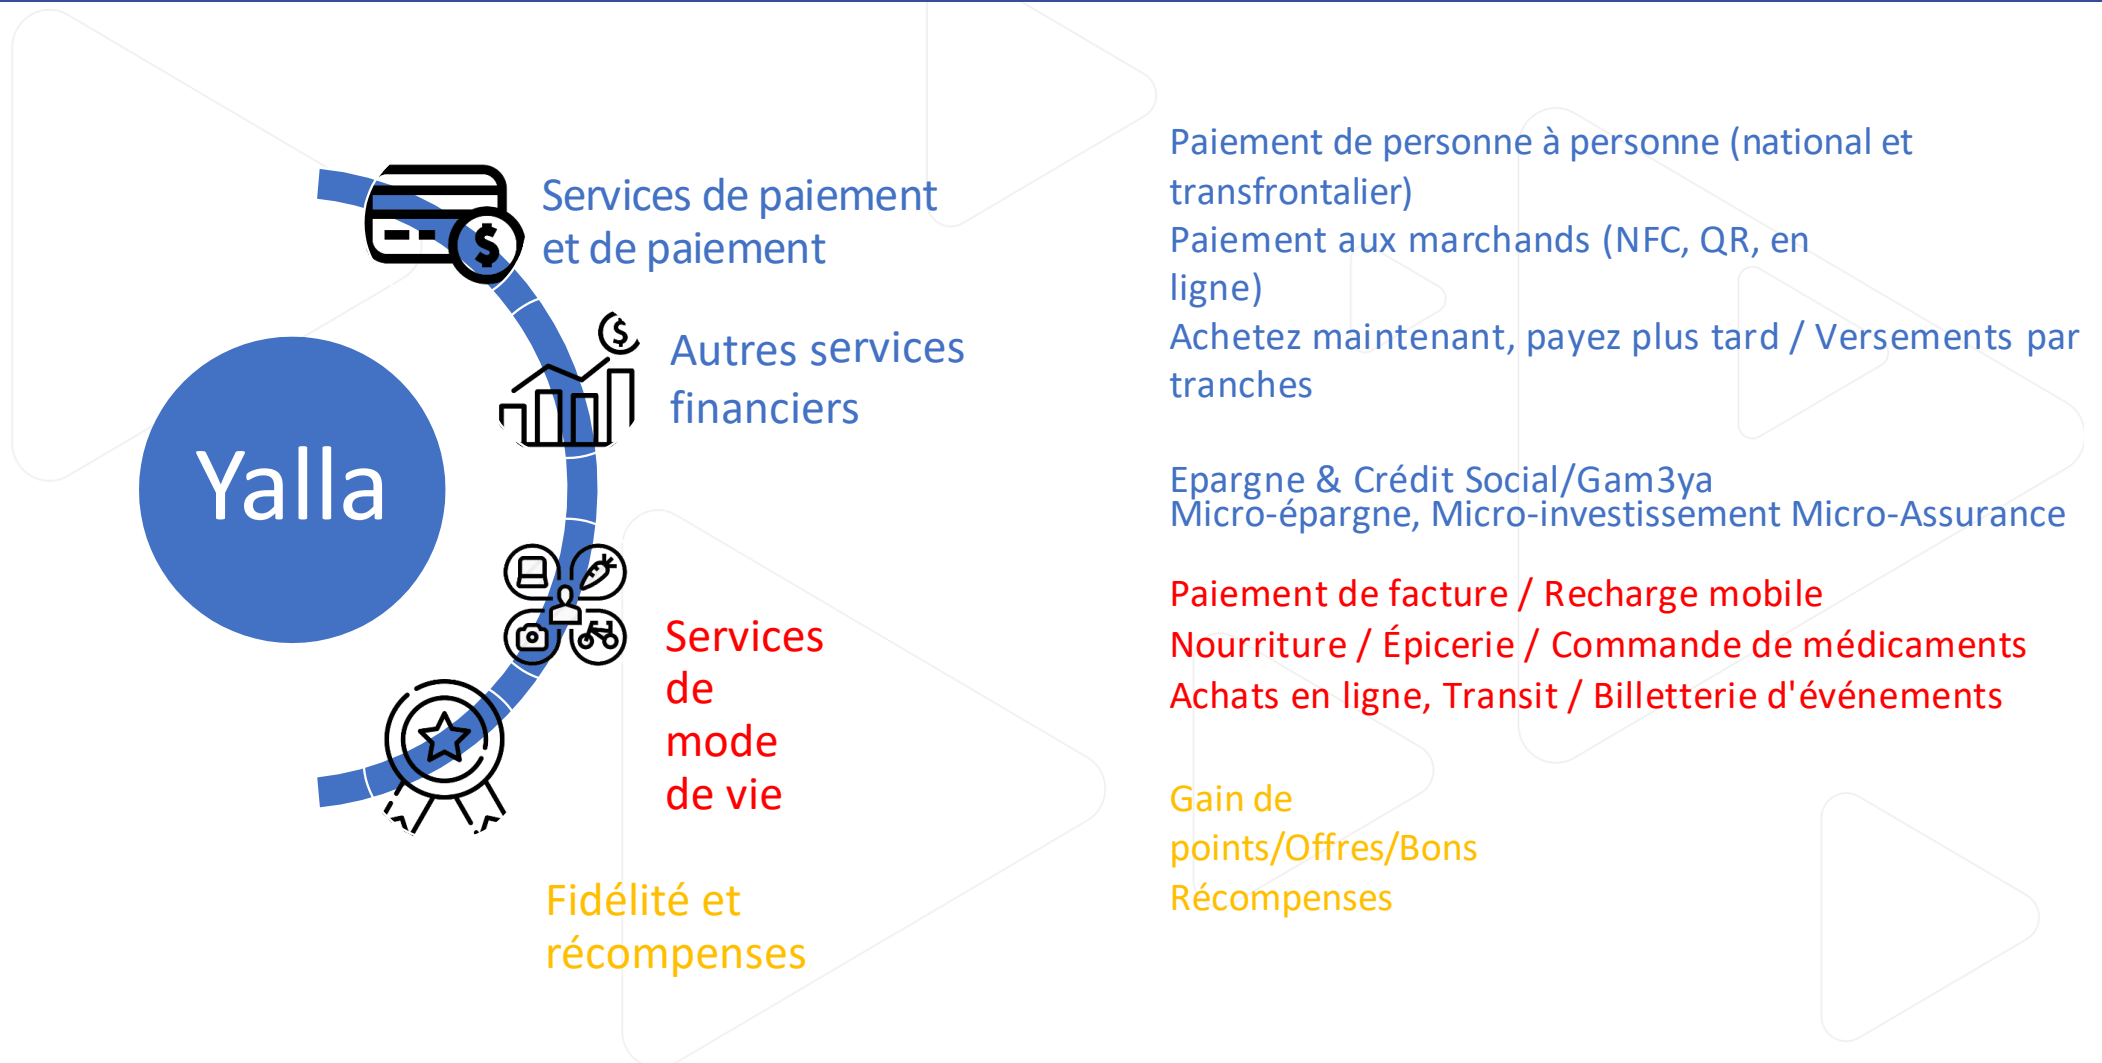 Yalla
Services de paiement
et de paiement
Autres services
financiers
Services
de
mode
de vie
Fidélité et
récompenses
Paiement de personne à personne (national et
transfrontalier)
Paiement aux marchands (NFC, QR, en
ligne)
Achetez maintenant, payez plus tard / Versements par
tranches
Epargne & Crédit Social/Gam3ya
Micro-épargne, Micro-investissement Micro-Assurance
Paiement de facture / Recharge mobile
Nourriture / Épicerie / Commande de médicaments
Achats en ligne, Transit / Billetterie d'événements
Gain de
points/Offres/Bons
Récompenses